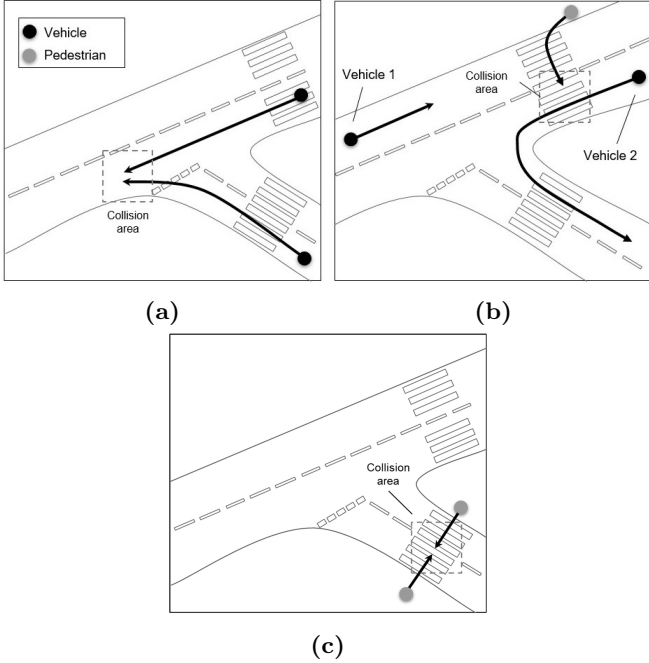 Vehicle
Pedestrian
Collision
area
(a)
Vehicle 1
Collision
area
Vehicle 2
(b)
Collision
area
(c)